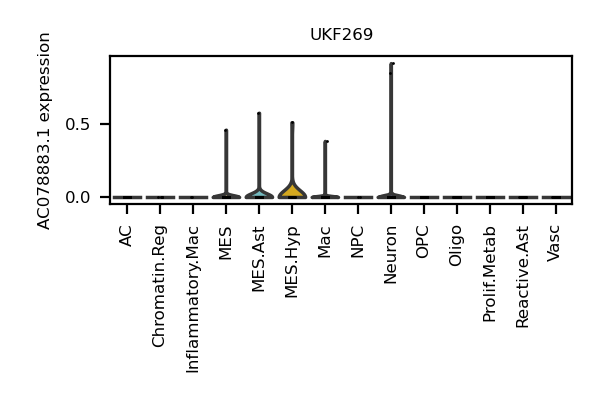 UKF269
AC078883.1 expression
0.5
0.0
AC
Chromatin.Reg
Inflammatory.Mac
MES
MES.Ast
MES.Hyp
Mac
NPC
Neuron
OPC
Oligo
Prolif.Metab
Reactive.Ast
Vasc